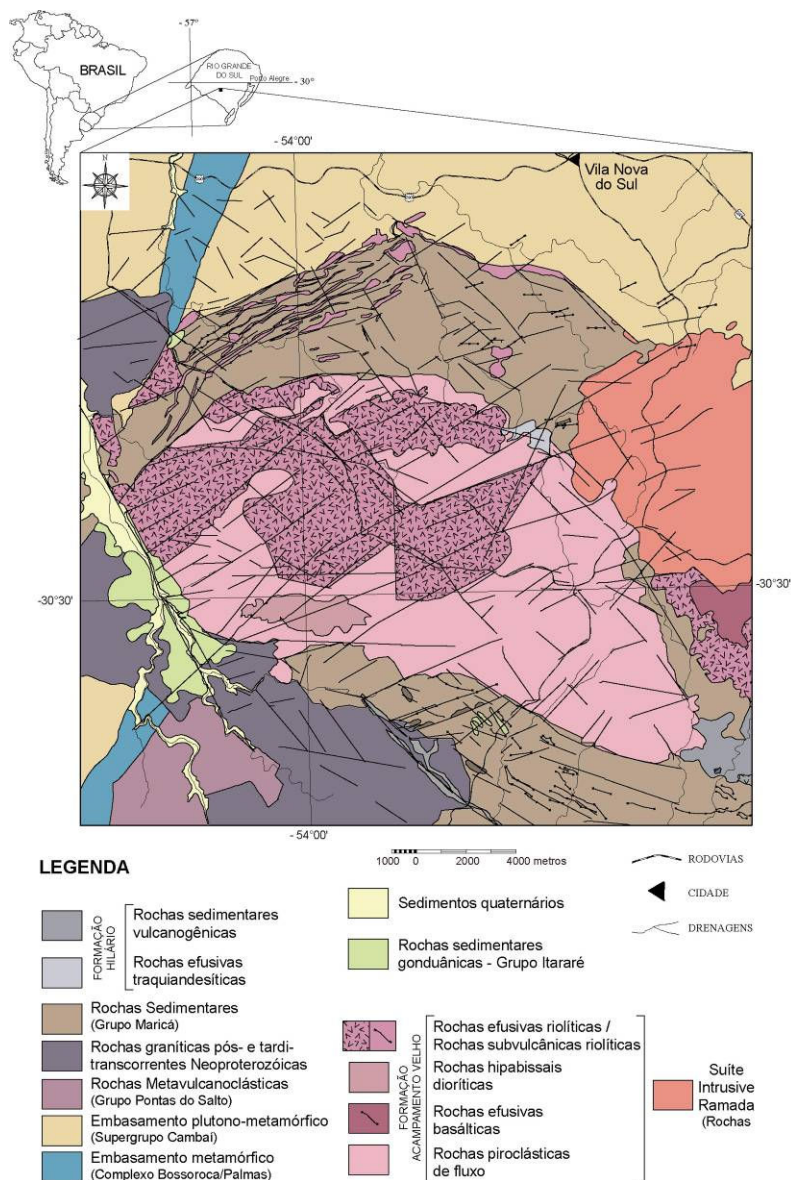 - 57°
BRASIL
RIO GRANDE
DO SUL
Porto Alegre
- 30°
- 54°00'
N
Vila Nova
do Sul
-30°30'
-30°30'
- 54°00'
LEGENDA
FORMAÇÃO
HILÁRIO
Rochas sedimentares
vulcanogênicas
Rochas efusivas
traquiandesíticas
Rochas Sedimentares
(Grupo Maricá)
Rochas graníticas pós- e tardi-
transcorrentes Neoproterozóicas
Rochas Metavulcanoclásticas
(Grupo Pontas do Salto)
Embasamento plutono-metamórfico
(Supergrupo Cambaí)
Embasamento metamórfico
(Complexo Bossoroca/Palmas)
1000 0 2000 4000 metros
Sedimentos quaternários
Rochas sedimentares
gonduânicas - Grupo Itararé
RODOVIAS
CIDADE
DRENAGENS
FORMAÇÃO
ACAMPAMENTO VELHO
Rochas efusivas riolíticas /
Rochas subvulcânicas riolíticas
Rochas hipabissais
dioríticas
Rochas efusivas
basálticas
Rochas piroclásticas
de fluxo
Suíte
Intrusive
Ramada
(Rochas